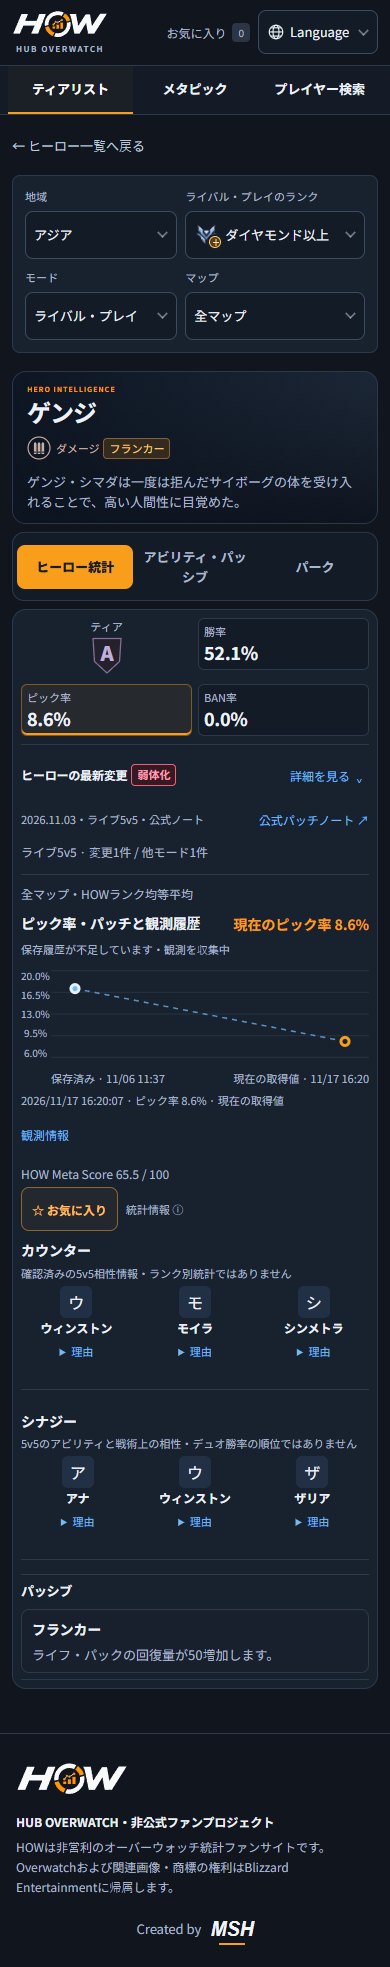 HOW
HUB OVERWATCH
お気に入り 0
Language
ティアリスト
メタピック
プレイヤー検索
← ヒーロー一覧へ戻る
地域
ライバル・プレイのランク
アジア
ダイヤモンド以上
モード
マップ
ライバル・プレイ
全マップ
HERO INTELLIGENCE
ゲンジ
ダメージ フランカー
ゲンジ・シマダは一度は拒んだサイボーグの体を受け入
れることで、高い人間性に目覚めた。
ヒーロー統計
アビリティ・パッ
シブ
パーク
ティア
A
勝率
52.1%
ピック率
8.6%
BAN率
0.0%
ヒーローの最新変更 弱体化
詳細を見る ⌄
2026.11.03・ライブ5v5・公式ノート
公式パッチノート ↗
ライブ5v5 · 変更1件 / 他モード1件
全マップ・HOWランク均等平均
ピック率・パッチと観測履歴
現在のピック率 8.6%
保存履歴が不足しています・観測を収集中
20.0%
16.5%
13.0%
9.5%
6.0%
保存済み · 11/06 11:37
現在の取得値 · 11/17 16:20
2026/11/17 16:20:07 · ピック率 8.6% · 現在の取得値
観測情報
HOW Meta Score 65.5 / 100
☆ お気に入り
統計情報 ⓘ
カウンター
確認済みの5v5相性情報・ランク別統計ではありません
ウ
モ
シ
ウィンストン
モイラ
シンメトラ
▶ 理由
▶ 理由
▶ 理由
シナジー
5v5のアビリティと戦術上の相性・デュオ勝率の順位ではありません
ア
ウ
ザ
アナ
ウィンストン
ザリア
▶ 理由
▶ 理由
▶ 理由
パッシブ
フランカー
ライフ・パックの回復量が50増加します。
HOW
HUB OVERWATCH・非公式ファンプロジェクト
HOWは非営利のオーバーウォッチ統計ファンサイトです。
Overwatchおよび関連画像・商標の権利はBlizzard
Entertainmentに帰属します。
Created by MSH